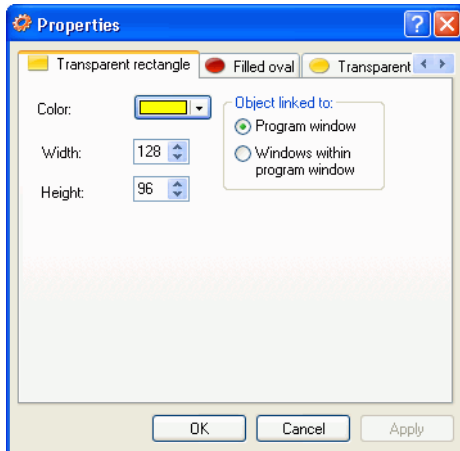 Properties
Transparent rectangle Filled oval Transparent
Color:
Object linked to:
Program window
Width: 128
Windows within
program window
Height: 96
OK Cancel Apply